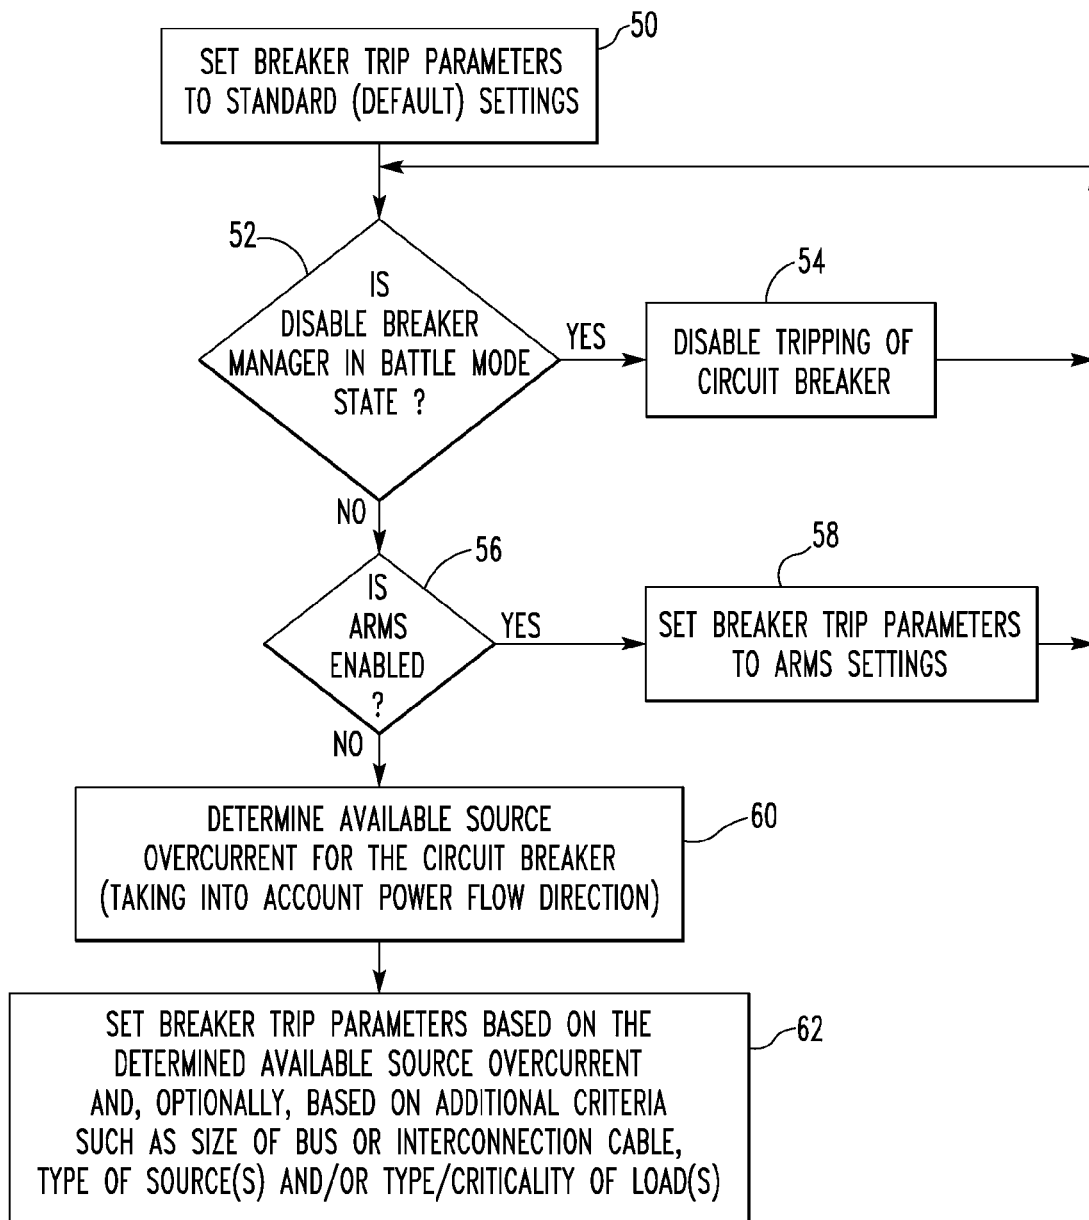 50
SET BREAKER TRIP PARAMETERS
TO STANDARD (DEFAULT) SETTINGS
52
IS
DISABLE BREAKER
MANAGER IN BATTLE MODE
STATE ?
YES
54
DISABLE TRIPPING OF
CIRCUIT BREAKER
NO
56
IS
ARMS
ENABLED
?
YES
58
SET BREAKER TRIP PARAMETERS
TO ARMS SETTINGS
NO
60
DETERMINE AVAILABLE SOURCE
OVERCURRENT FOR THE CIRCUIT BREAKER
(TAKING INTO ACCOUNT POWER FLOW DIRECTION)
62
SET BREAKER TRIP PARAMETERS BASED ON THE
DETERMINED AVAILABLE SOURCE OVERCURRENT
AND, OPTIONALLY, BASED ON ADDITIONAL CRITERIA
SUCH AS SIZE OF BUS OR INTERCONNECTION CABLE,
TYPE OF SOURCE(S) AND/OR TYPE/CRITICALITY OF LOAD(S)